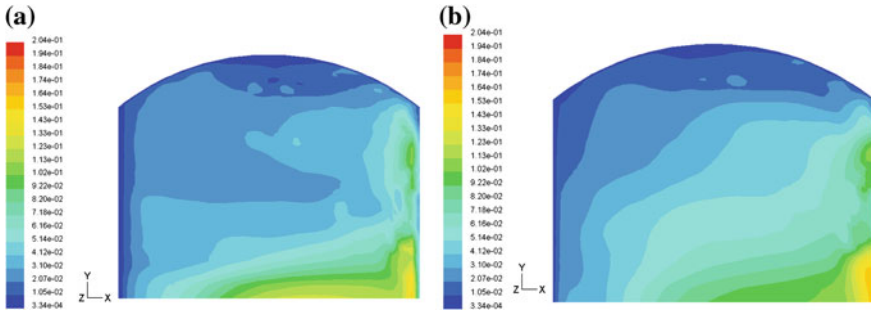 (a)
2.04e-01
1.94e-01
1.84e-01
1.74e-01
1.63e-01
1.53e-01
1.43e-01
1.33e-01
1.23e-01
1.13e-01
1.02e-01
9.22e-02
8.20e-02
7.18e-02
6.16e-02
5.14e-02
4.12e-02
3.10e-02
2.07e-02
1.05e-02
3.34e-04
Y
Z X
(b)
2.04e-01
1.94e-01
1.84e-01
1.74e-01
1.63e-01
1.53e-01
1.43e-01
1.33e-01
1.23e-01
1.13e-01
1.02e-01
9.22e-02
8.20e-02
7.18e-02
6.16e-02
5.14e-02
4.12e-02
3.10e-02
2.07e-02
1.05e-02
3.34e-04
Y
Z X